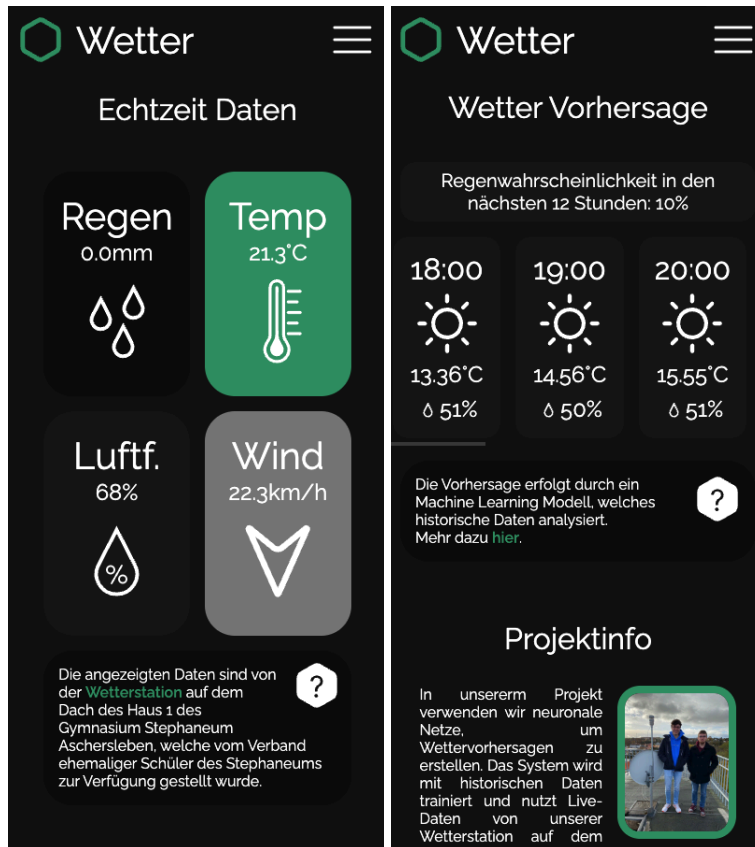 Wetter
Echtzeit Daten
Regen
0.0mm
Temp
21.3°C
Luftf.
68%
%
Wind
22.3km/h
Die angezeigten Daten sind von
der Wetterstation auf dem
Dach des Haus 1 des
Gymnasium Stephaneum
Aschersleben, welche vom Verband
ehemaliger Schüler des Stephaneums
zur Verfügung gestellt wurde.
?
Wetter
Wetter Vorhersage
Regenwahrscheinlichkeit in den
nächsten 12 Stunden: 10%
18:00
13.36°C
51%
19:00
14.56°C
50%
20:00
15.55°C
51%
Die Vorhersage erfolgt durch ein
Machine Learning Modell, welches
historische Daten analysiert.
Mehr dazu hier.
?
Projektinfo
In unsererm Projekt
verwenden wir neuronale
Netze, um
Wettervorhersagen zu
erstellen. Das System wird
mit historischen Daten
trainiert und nutzt Live-
Daten von unserer
Wetterstation auf dem